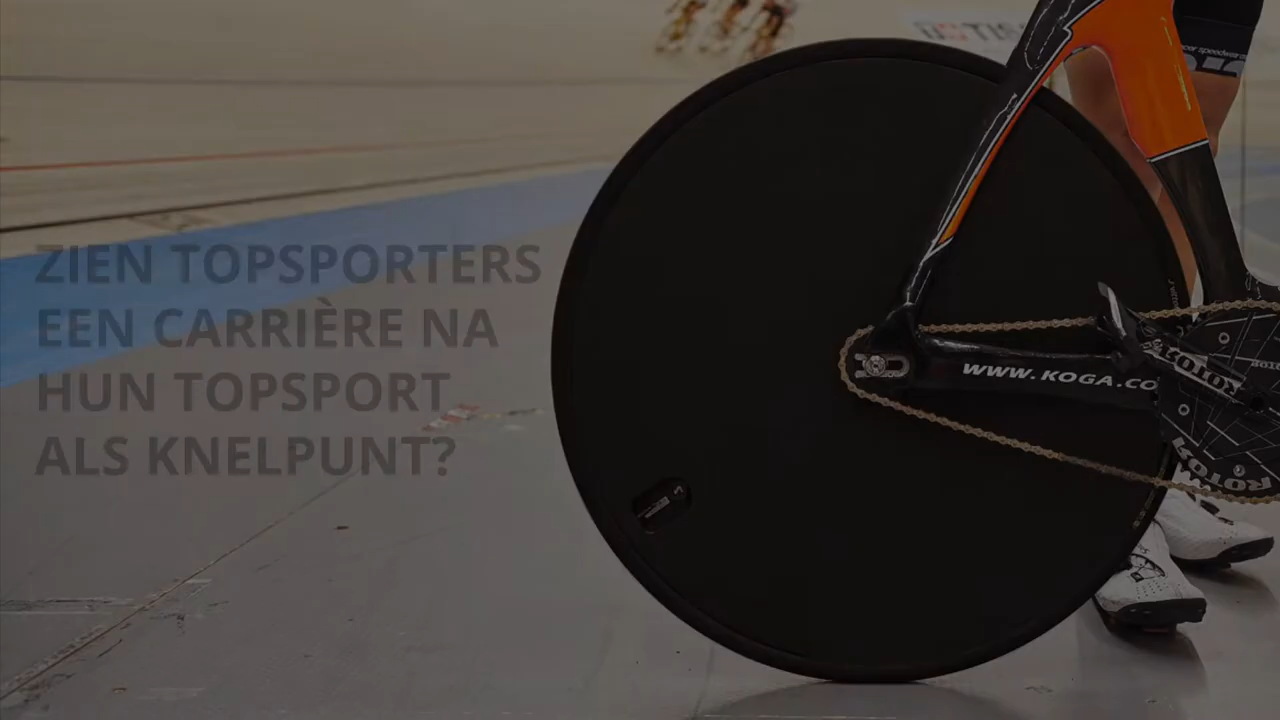 ZIEN TOPSPORTERS
EEN CARRIÈRE NA
HUN TOPSPORT
ALS KNELPUNT?
WWW.KOGA.CO
ROTOR
ROTOR